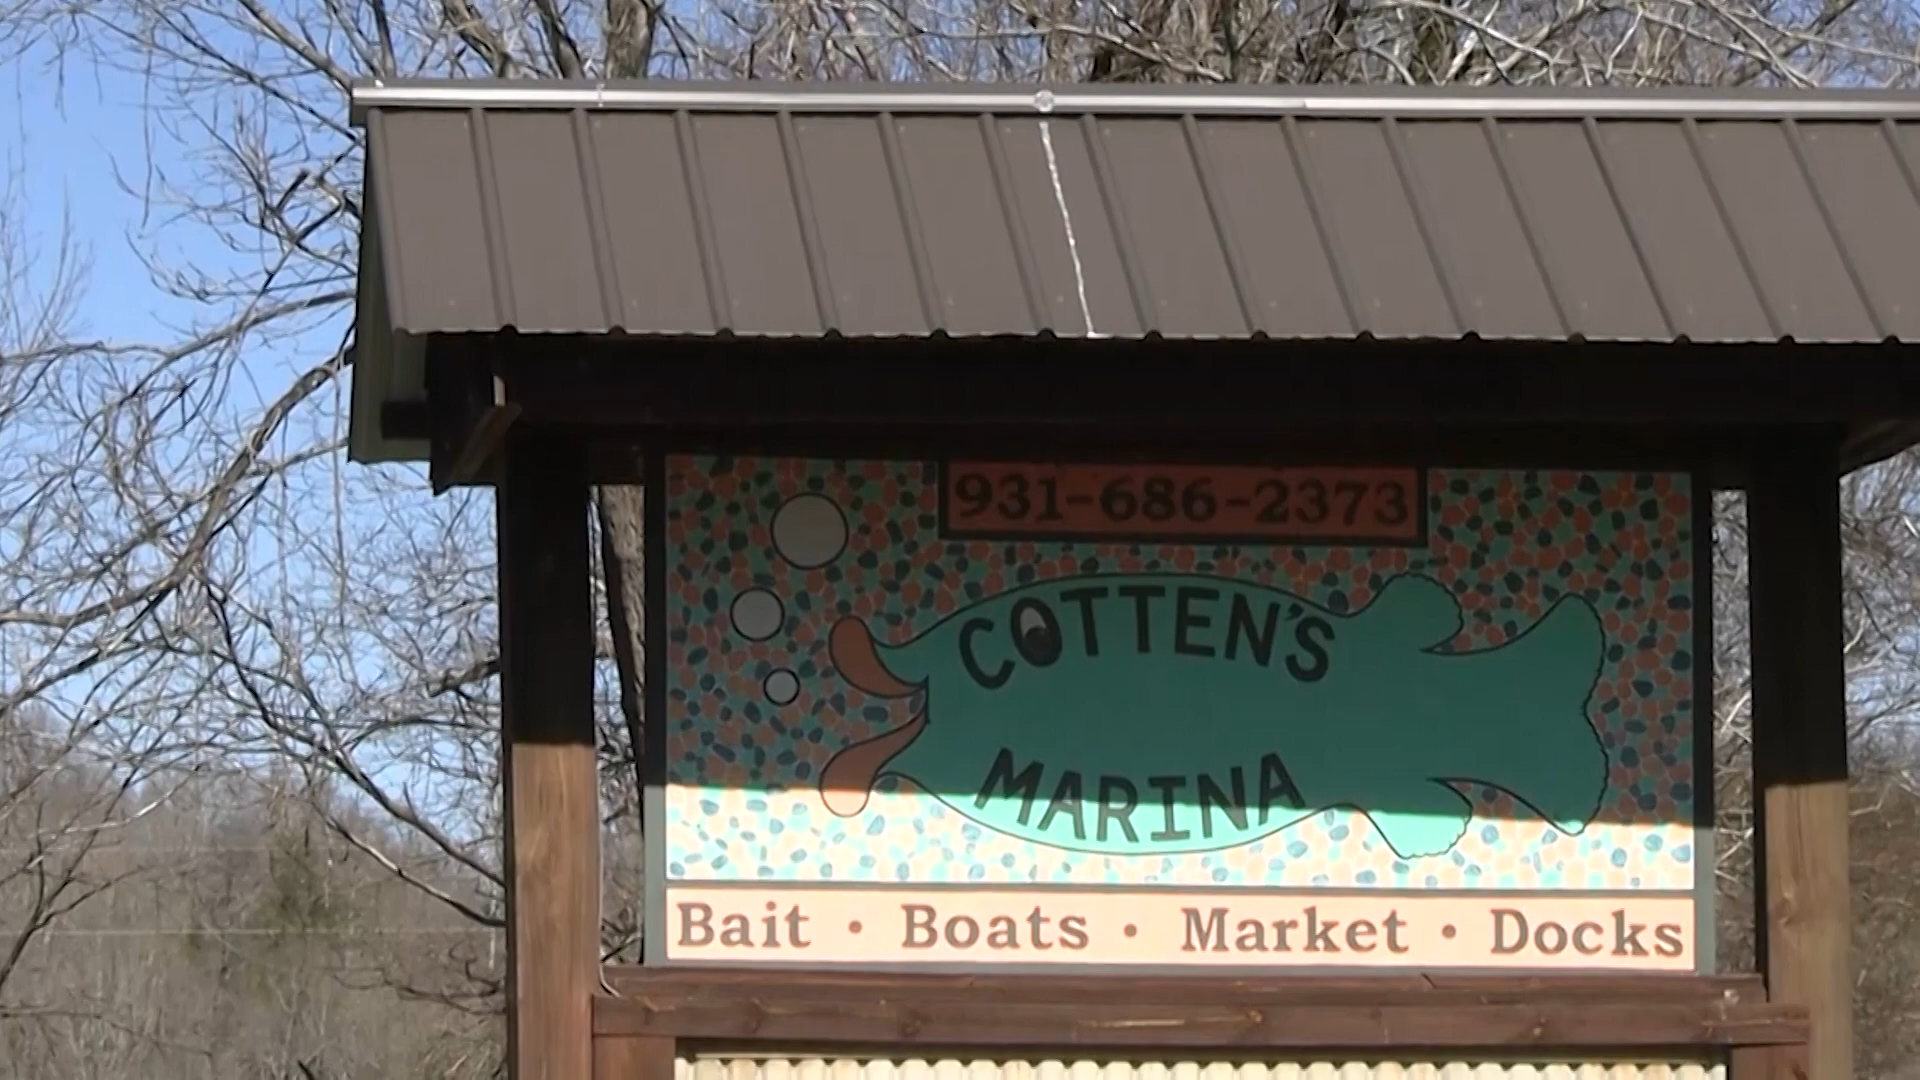 931-686-2373
COTTEN'S
MARINA
Bait • Boats • Market • Docks